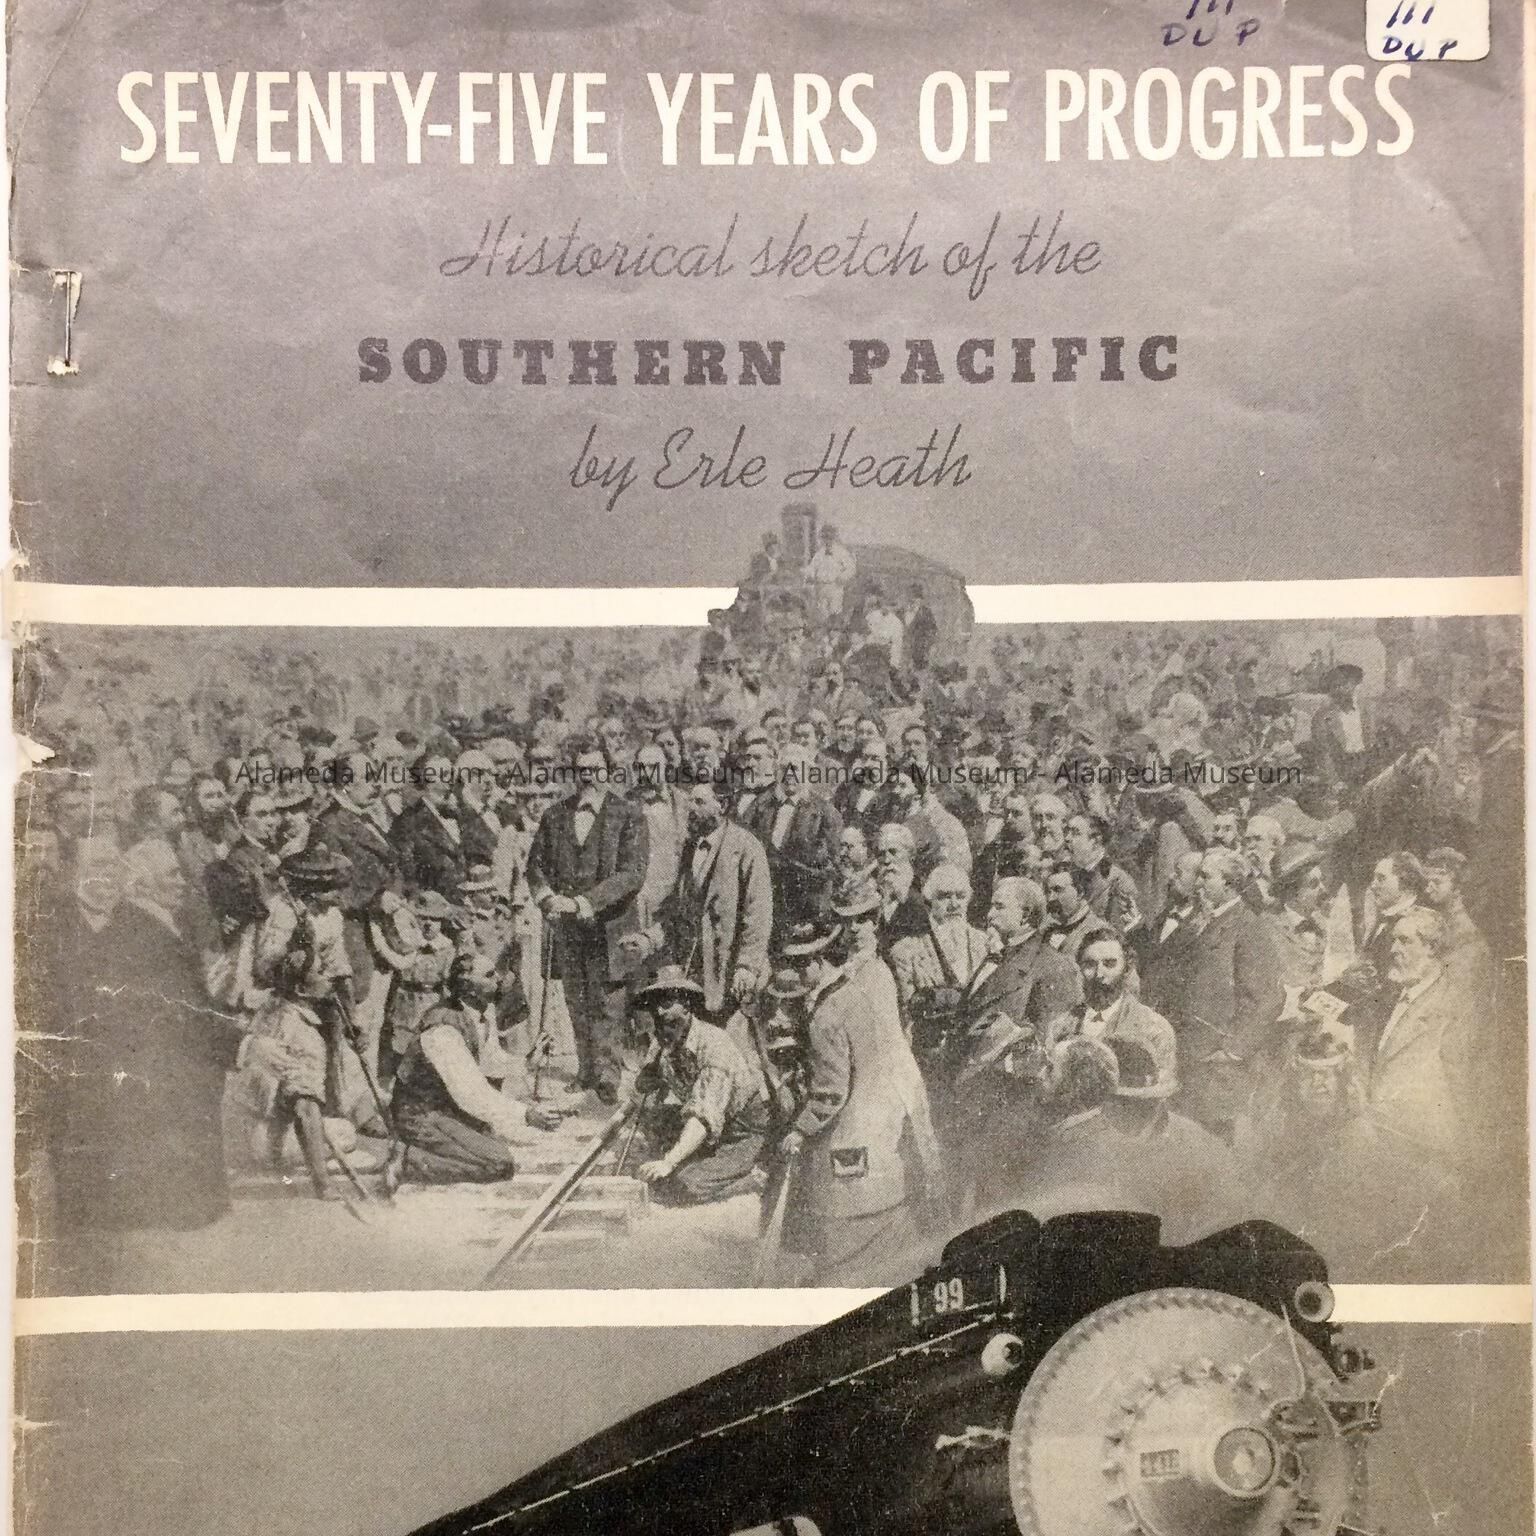 111
DUP
111
DUP
SEVENTY-FIVE YEARS OF PROGRESS
Historical sketch of the
SOUTHERN PACIFIC
by Erle Heath
Alameda Museum - Alameda Museum - Alameda Museum - Alameda Museum
99